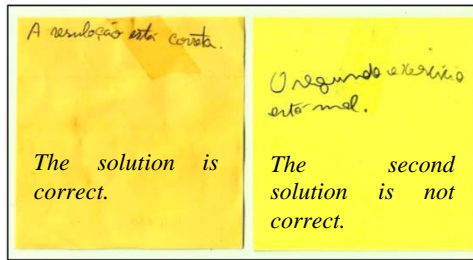 A resolução está correta.
The solution is
correct.
O segundo exercício
está mal.
The second
solution is not
correct.